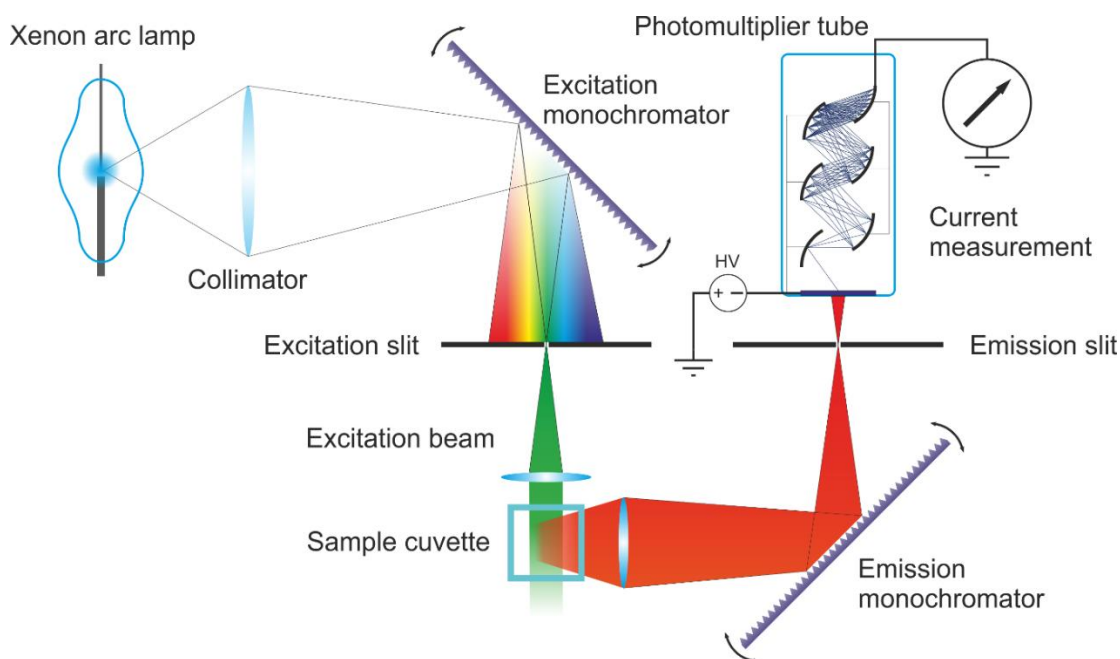 Xenon arc lamp
Photomultiplier tube
Excitation
monochromator
Collimator
Current
measurement
HV
+ −
Excitation slit
Emission slit
Excitation beam
Sample cuvette
Emission
monochromator